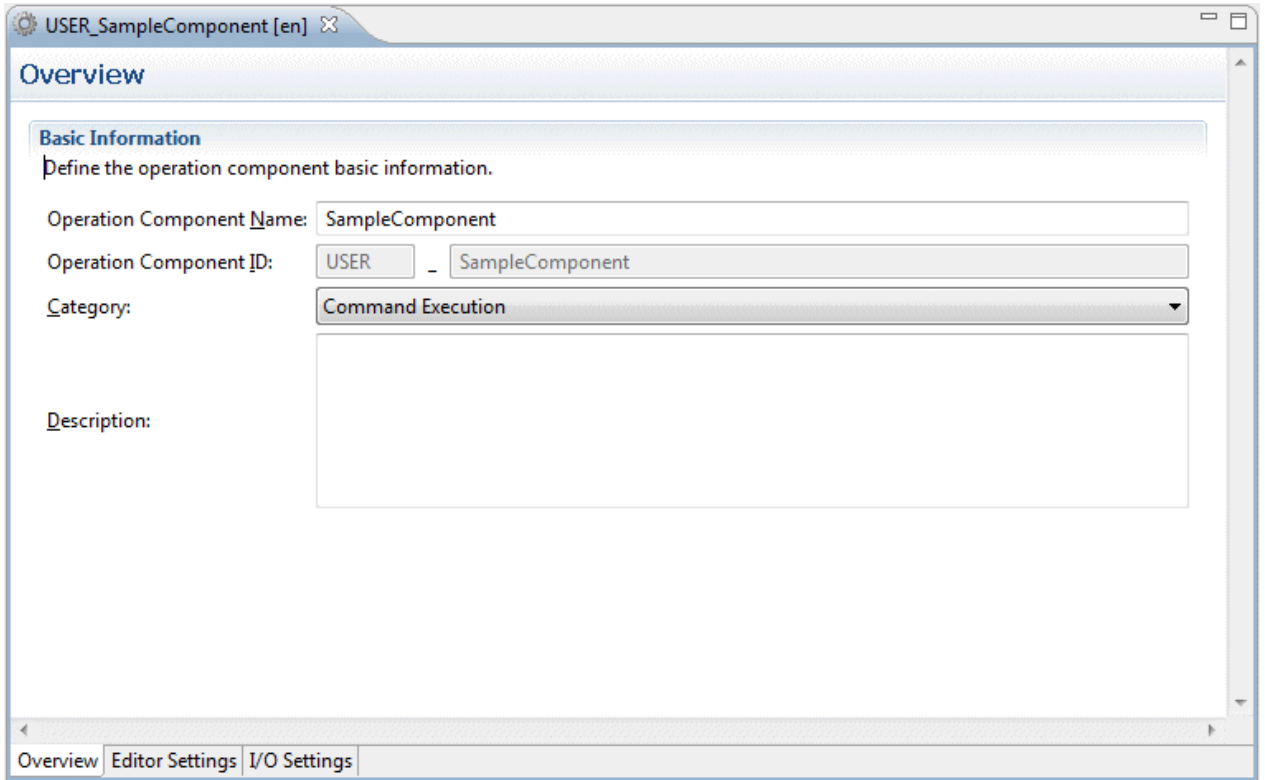 USER_SampleComponent [en]
Overview
Basic Information
Define the operation component basic information.
Operation Component Name: SampleComponent
Operation Component ID: USER _ SampleComponent
Category: Command Execution
Description:
Overview Editor Settings I/O Settings